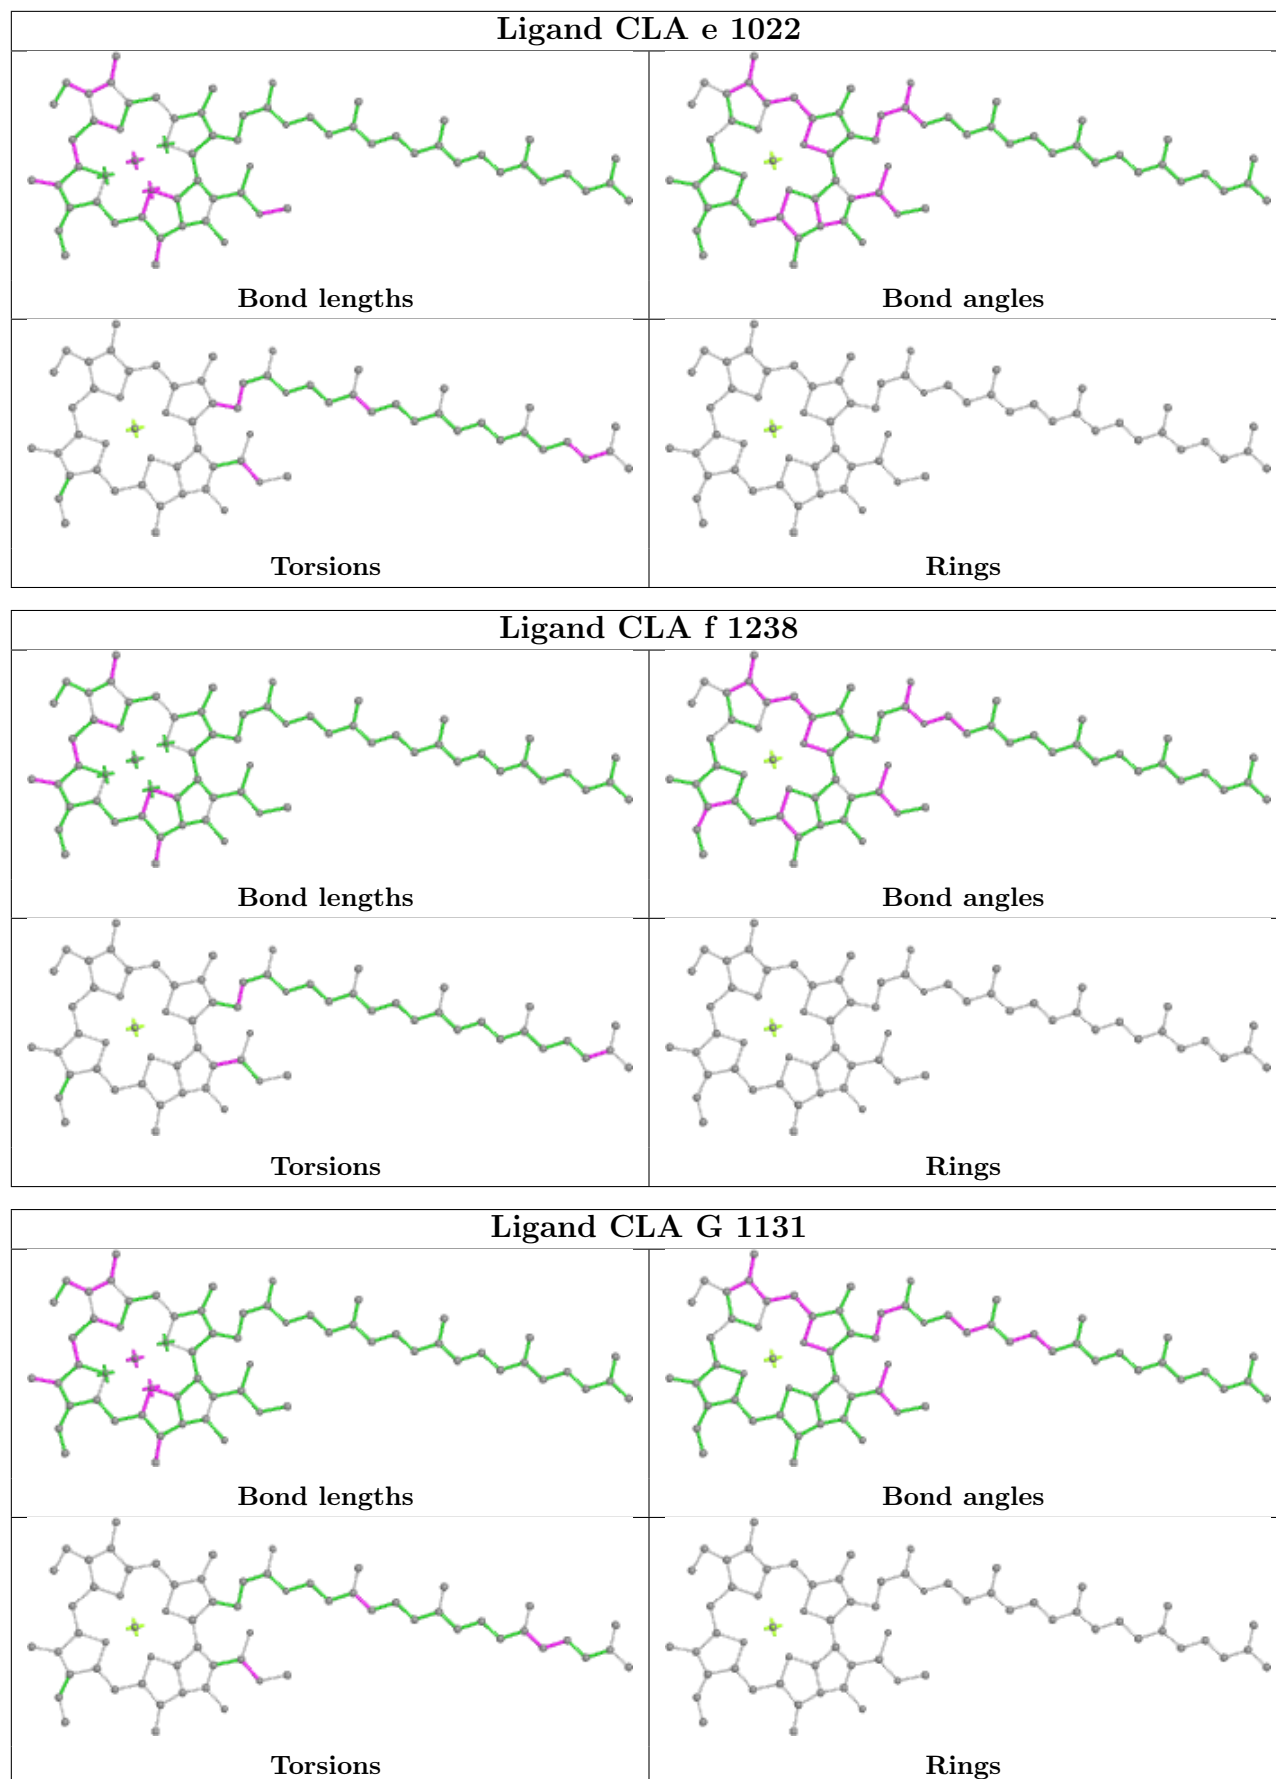 Ligand CLA e 1022
Bond lengths
Bond angles
Torsions
Rings
Ligand CLA f 1238
Bond lengths
Bond angles
Torsions
Rings
Ligand CLA G 1131
Bond lengths
Bond angles
Torsions
Rings